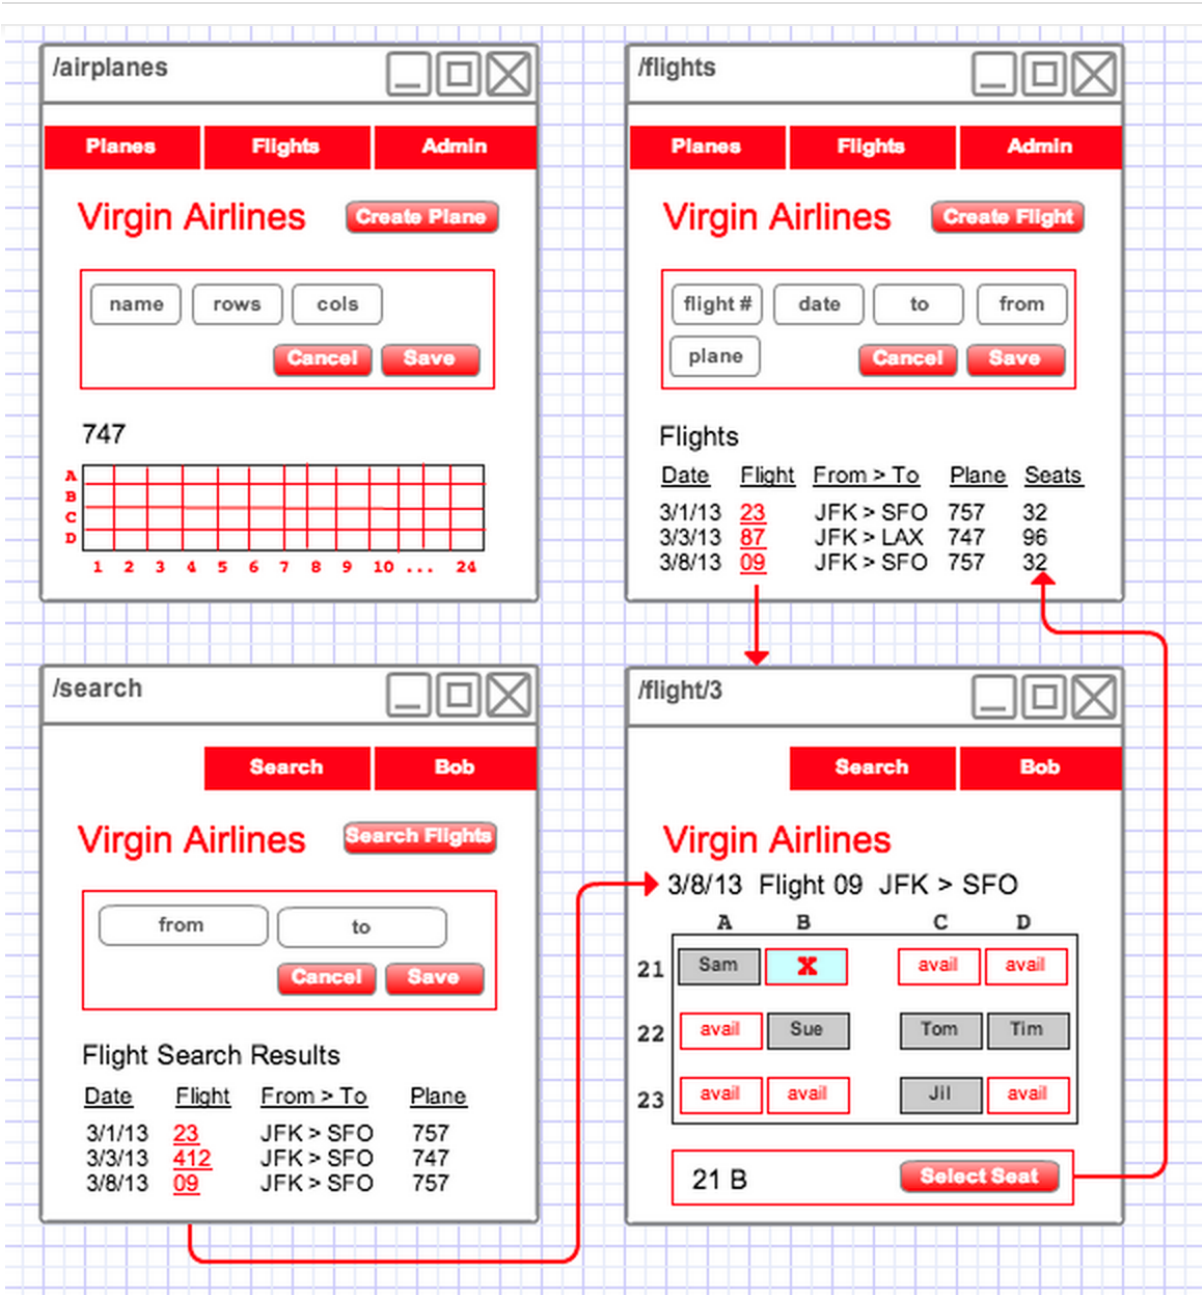 /airplanes
Planes Flights Admin
Virgin Airlines Create Plane
name rows cols
Cancel Save
747
A
B
C
D
1 2 3 4 5 6 7 8 9 10 ... 24
/flights
Planes Flights Admin
Virgin Airlines Create Flight
flight # date to from
plane Cancel Save
Flights
Date Flight From > To Plane Seats
3/1/13 23 JFK > SFO 757 32
3/3/13 87 JFK > LAX 747 96
3/8/13 09 JFK > SFO 757 32
/search
Search Bob
Virgin Airlines Search Flights
from to
Cancel Save
Flight Search Results
Date Flight From > To Plane
3/1/13 23 JFK > SFO 757
3/3/13 412 JFK > SFO 747
3/8/13 09 JFK > SFO 757
/flight/3
Search Bob
Virgin Airlines
3/8/13 Flight 09 JFK > SFO
A B C D
21 Sam X avail avail
22 avail Sue Tom Tim
23 avail avail Jil avail
21 B Select Seat